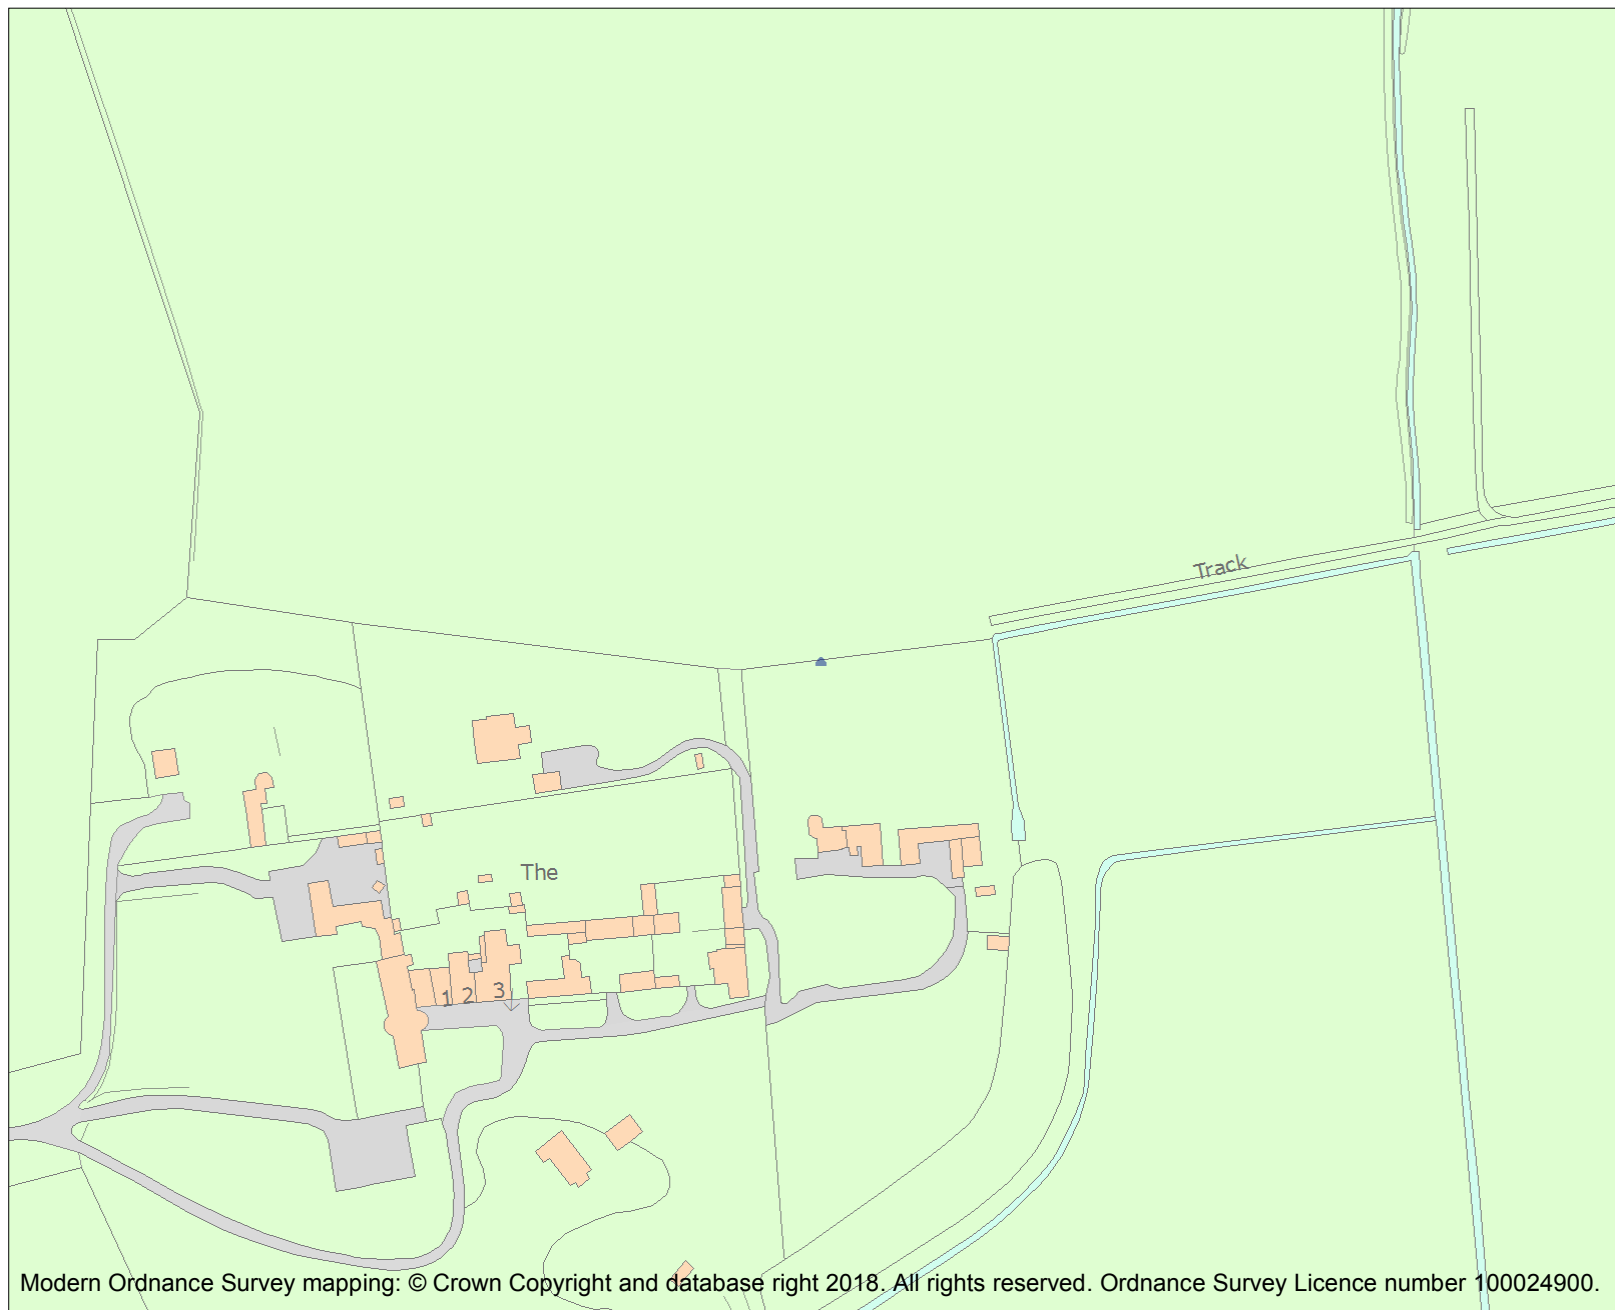 Track
The
1 2 3
Modern Ordnance Survey mapping: © Crown Copyright and database right 2018. All rights reserved. Ordnance Survey Licence number 100024900.